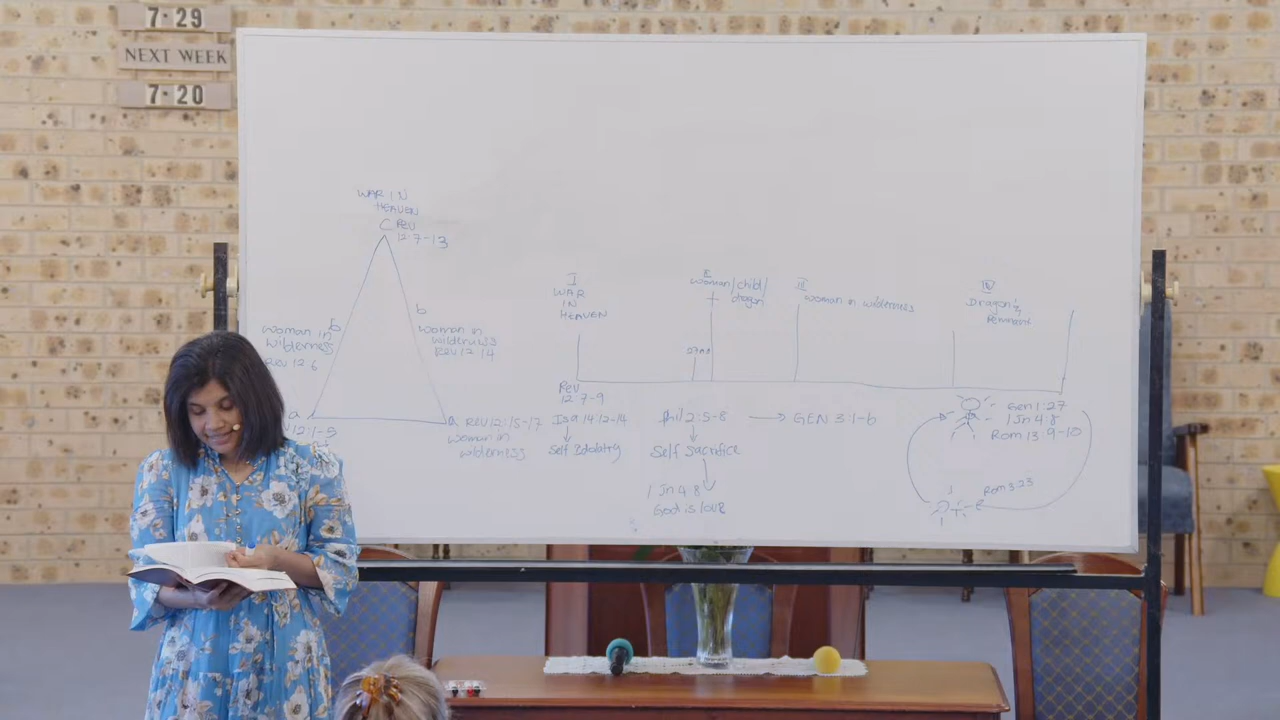 7-29
NEXT WEEK
7-20
WAR IN
HEAVEN
C Rev
12:7-13
b
Woman in
wilderness
Rev 12:6
b
woman in
wilderness
Rev 12:14
a
12:1-5
a Rev 12:15-17
woman in
wilderness
I
WAR
IN
HEAVEN
Rev
12:7-9
Isa 14:12-14
Self Idolatry
II
woman/child/
dragon
27AD
Phil 2:5-8 → GEN 3:1-6
Self Sacrifice
1 Jn 4:8
God is love
III
woman in wilderness
IV
Dragon &
Remnant
Gen 1:27
1 Jn 4:8
Rom 13:9-10
Rom 3:23